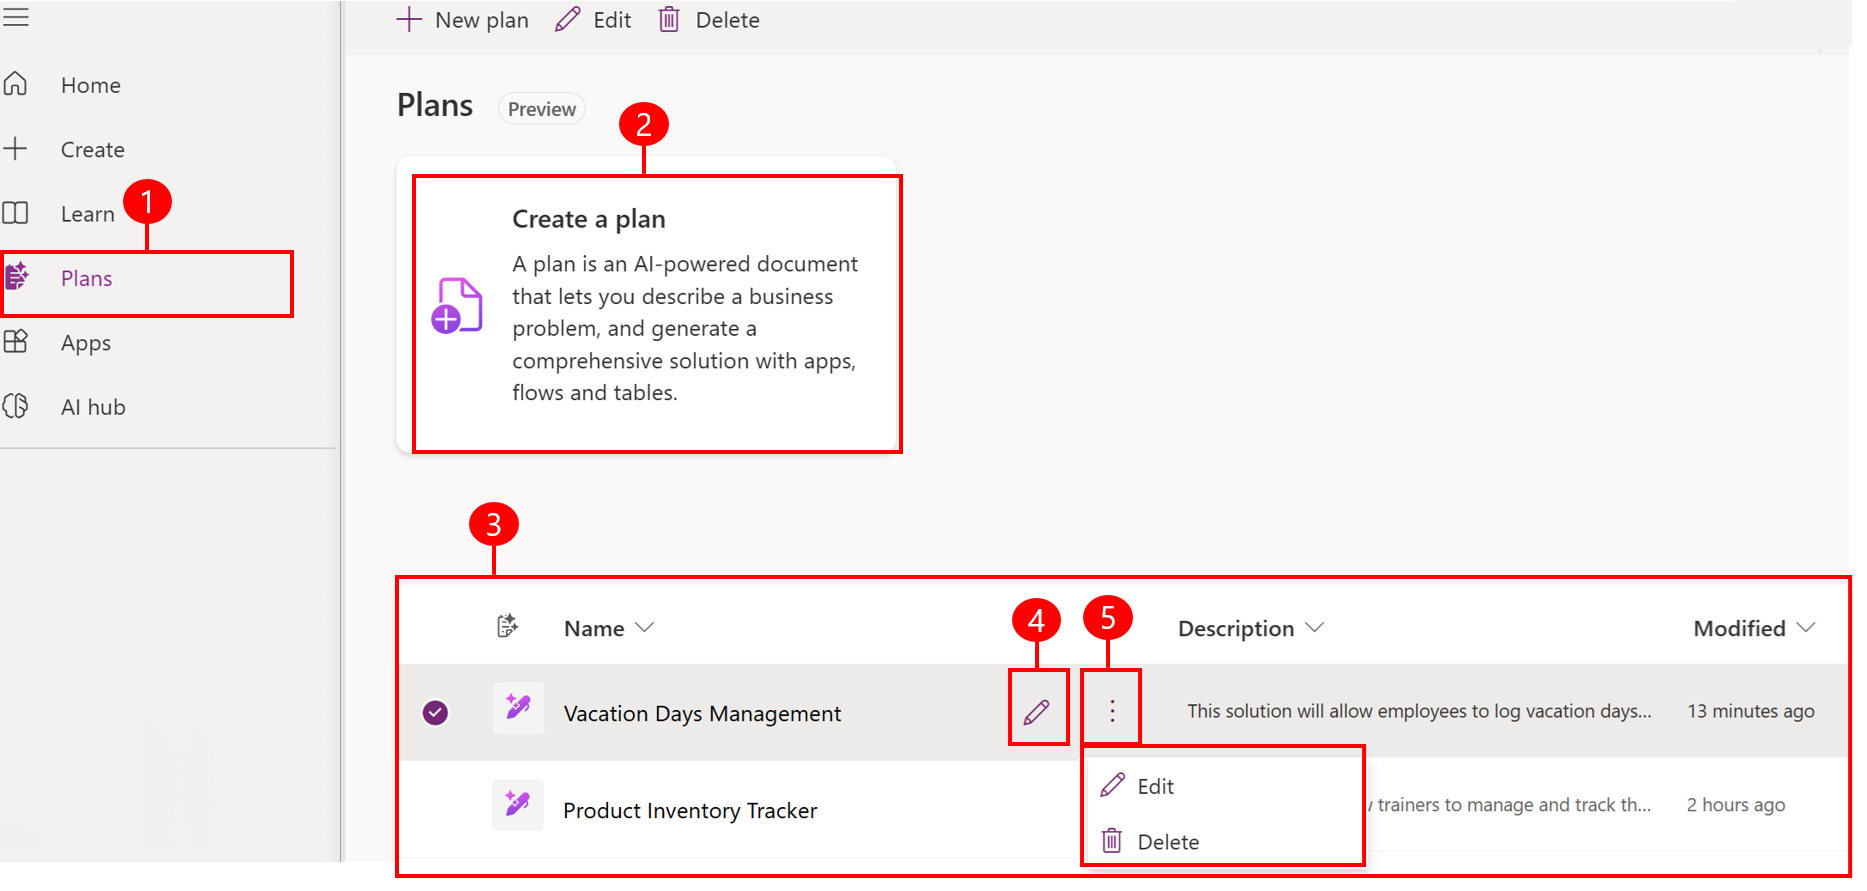 New plan Edit Delete
Home
Create
Learn
1
Plans
Apps
AI hub
Plans Preview
2
Create a plan
A plan is an AI-powered document
that lets you describe a business
problem, and generate a
comprehensive solution with apps,
flows and tables.
3
4
5
Name Description Modified
Vacation Days Management This solution will allow employees to log vacation days... 13 minutes ago
Edit
Product Inventory Tracker trainers to manage and track th... 2 hours ago
Delete